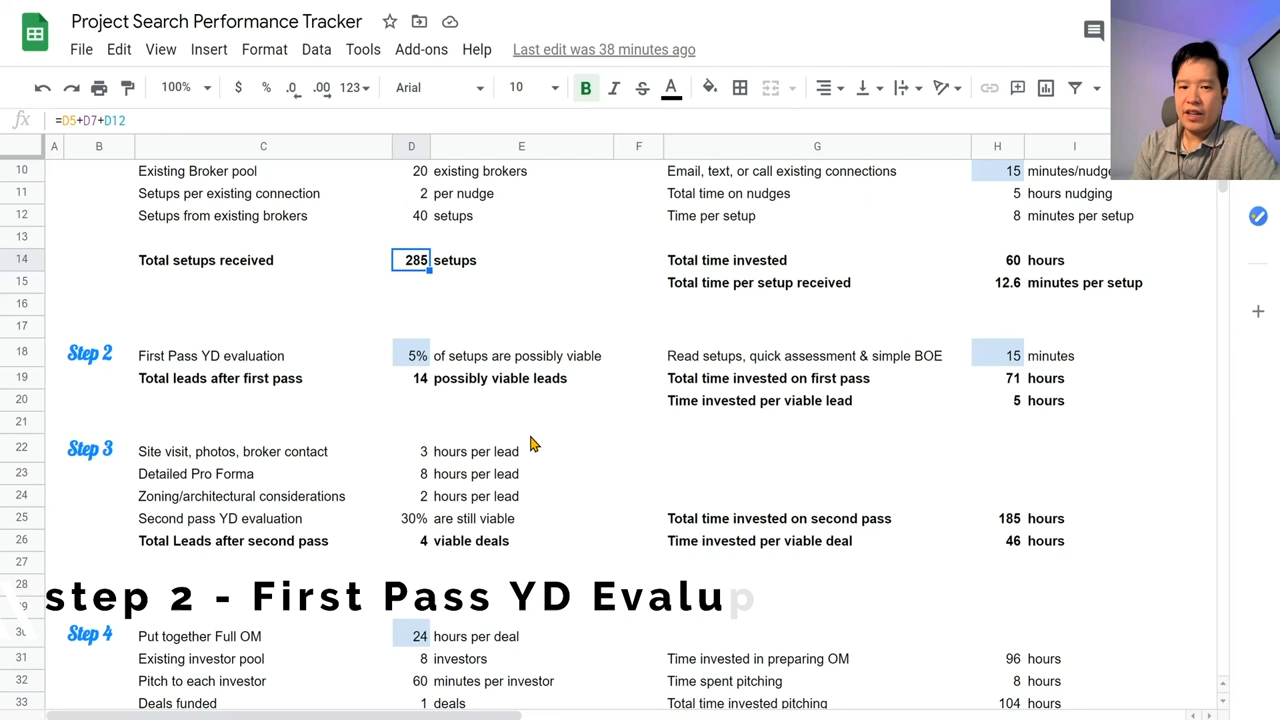 Project Search Performance Tracker
File Edit View Insert Format Data Tools Add-ons Help Last edit was 38 minutes ago
100% $ % .0 .00 123 Arial 10 B I S A
fx =D5+D7+D12
A B C D E F G H I
10 Existing Broker pool 20 existing brokers Email, text, or call existing connections 15 minutes/nudge
11 Setups per existing connection 2 per nudge Total time on nudges 5 hours nudging
12 Setups from existing brokers 40 setups Time per setup 8 minutes per setup
13
14 Total setups received 285 setups Total time invested 60 hours
15 Total time per setup received 12.6 minutes per setup
16
17
18 Step 2 First Pass YD evaluation 5% of setups are possibly viable Read setups, quick assessment & simple BOE 15 minutes
19 Total leads after first pass 14 possibly viable leads Total time invested on first pass 71 hours
20 Time invested per viable lead 5 hours
21
22 Step 3 Site visit, photos, broker contact 3 hours per lead
23 Detailed Pro Forma 8 hours per lead
24 Zoning/architectural considerations 2 hours per lead
25 Second pass YD evaluation 30% are still viable Total time invested on second pass 185 hours
26 Total Leads after second pass 4 viable deals Time invested per viable deal 46 hours
27
28
step 2 - First Pass YD Evalup
Step 4 Put together Full OM 24 hours per deal
31 Existing investor pool 8 investors Time invested in preparing OM 96 hours
32 Pitch to each investor 60 minutes per investor Time spent pitching 8 hours
33 Deals funded 1 deals Total time invested pitching 104 hours